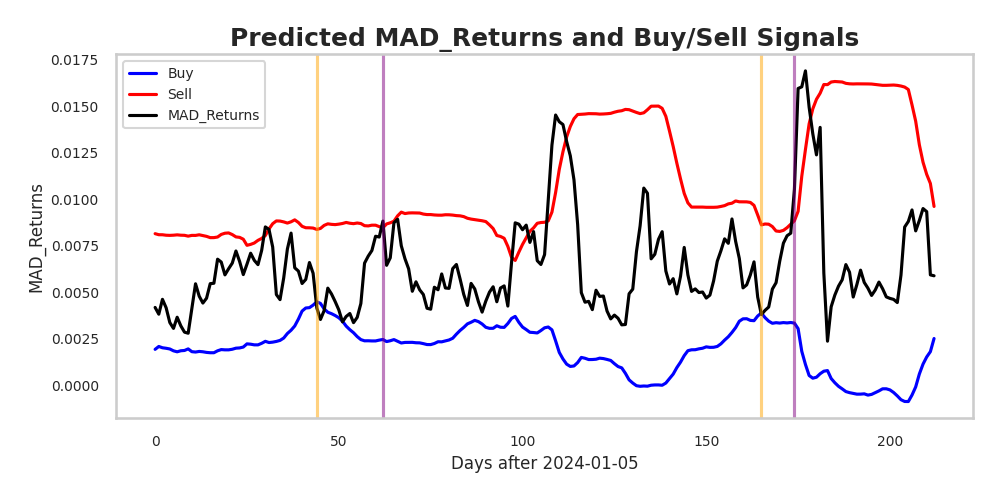 Predicted MAD_Returns and Buy/Sell Signals
Buy
Sell
MAD_Returns
MAD_Returns
0.0175
0.0150
0.0125
0.0100
0.0075
0.0050
0.0025
0.0000
0 50 100 150 200
Days after 2024-01-05